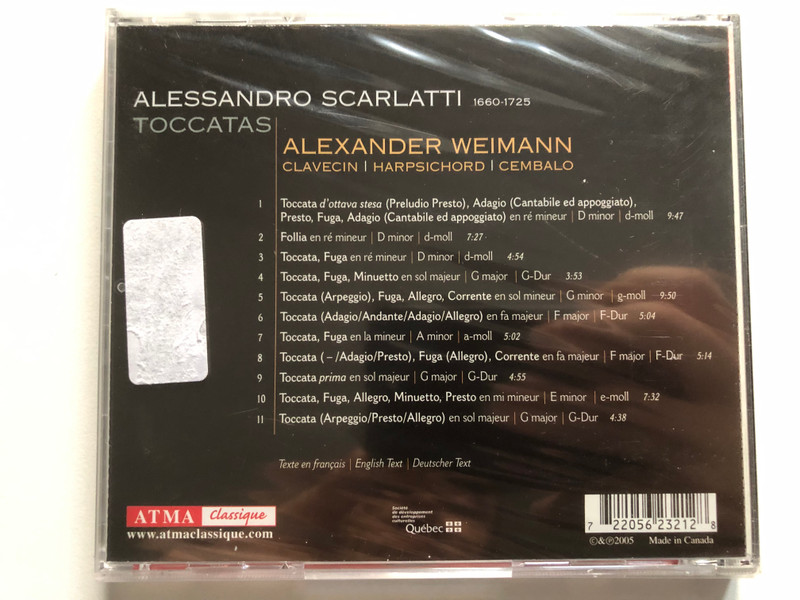 ALESSANDRO SCARLATTI 1660-1725
TOCCATAS
ALEXANDER WEIMANN
CLAVECIN | HARPSICHORD | CEMBALO
1 Toccata d'ottava stesa (Preludio Presto), Adagio (Cantabile ed appoggiato),
Presto, Fuga, Adagio (Cantabile ed appoggiato) en ré mineur | D minor | d-moll 9:47
2 Follia en ré mineur | D minor | d-moll 7:27
3 Toccata, Fuga en ré mineur | D minor | d-moll 4:54
4 Toccata, Fuga, Minuetto en sol majeur | G major | G-Dur 3:53
5 Toccata (Arpeggio), Fuga, Allegro, Corrente en sol mineur | G minor | g-moll 9:50
6 Toccata (Adagio/Andante/Adagio/Allegro) en fa majeur | F major | F-Dur 5:04
7 Toccata, Fuga en la mineur | A minor | a-moll 5:02
8 Toccata ( – /Adagio/Presto), Fuga (Allegro), Corrente en fa majeur | F major | F-Dur 5:14
9 Toccata prima en sol majeur | G major | G-Dur 4:55
10 Toccata, Fuga, Allegro, Minuetto, Presto en mi mineur | E minor | e-moll 7:32
11 Toccata (Arpeggio/Presto/Allegro) en sol majeur | G major | G-Dur 4:38
Texte en français | English Text | Deutscher Text
ATMA Classique
www.atmaclassique.com
Société
de développement
des entreprises
culturelles
Québec
7 22056 23212 8
©&℗2005 Made in Canada